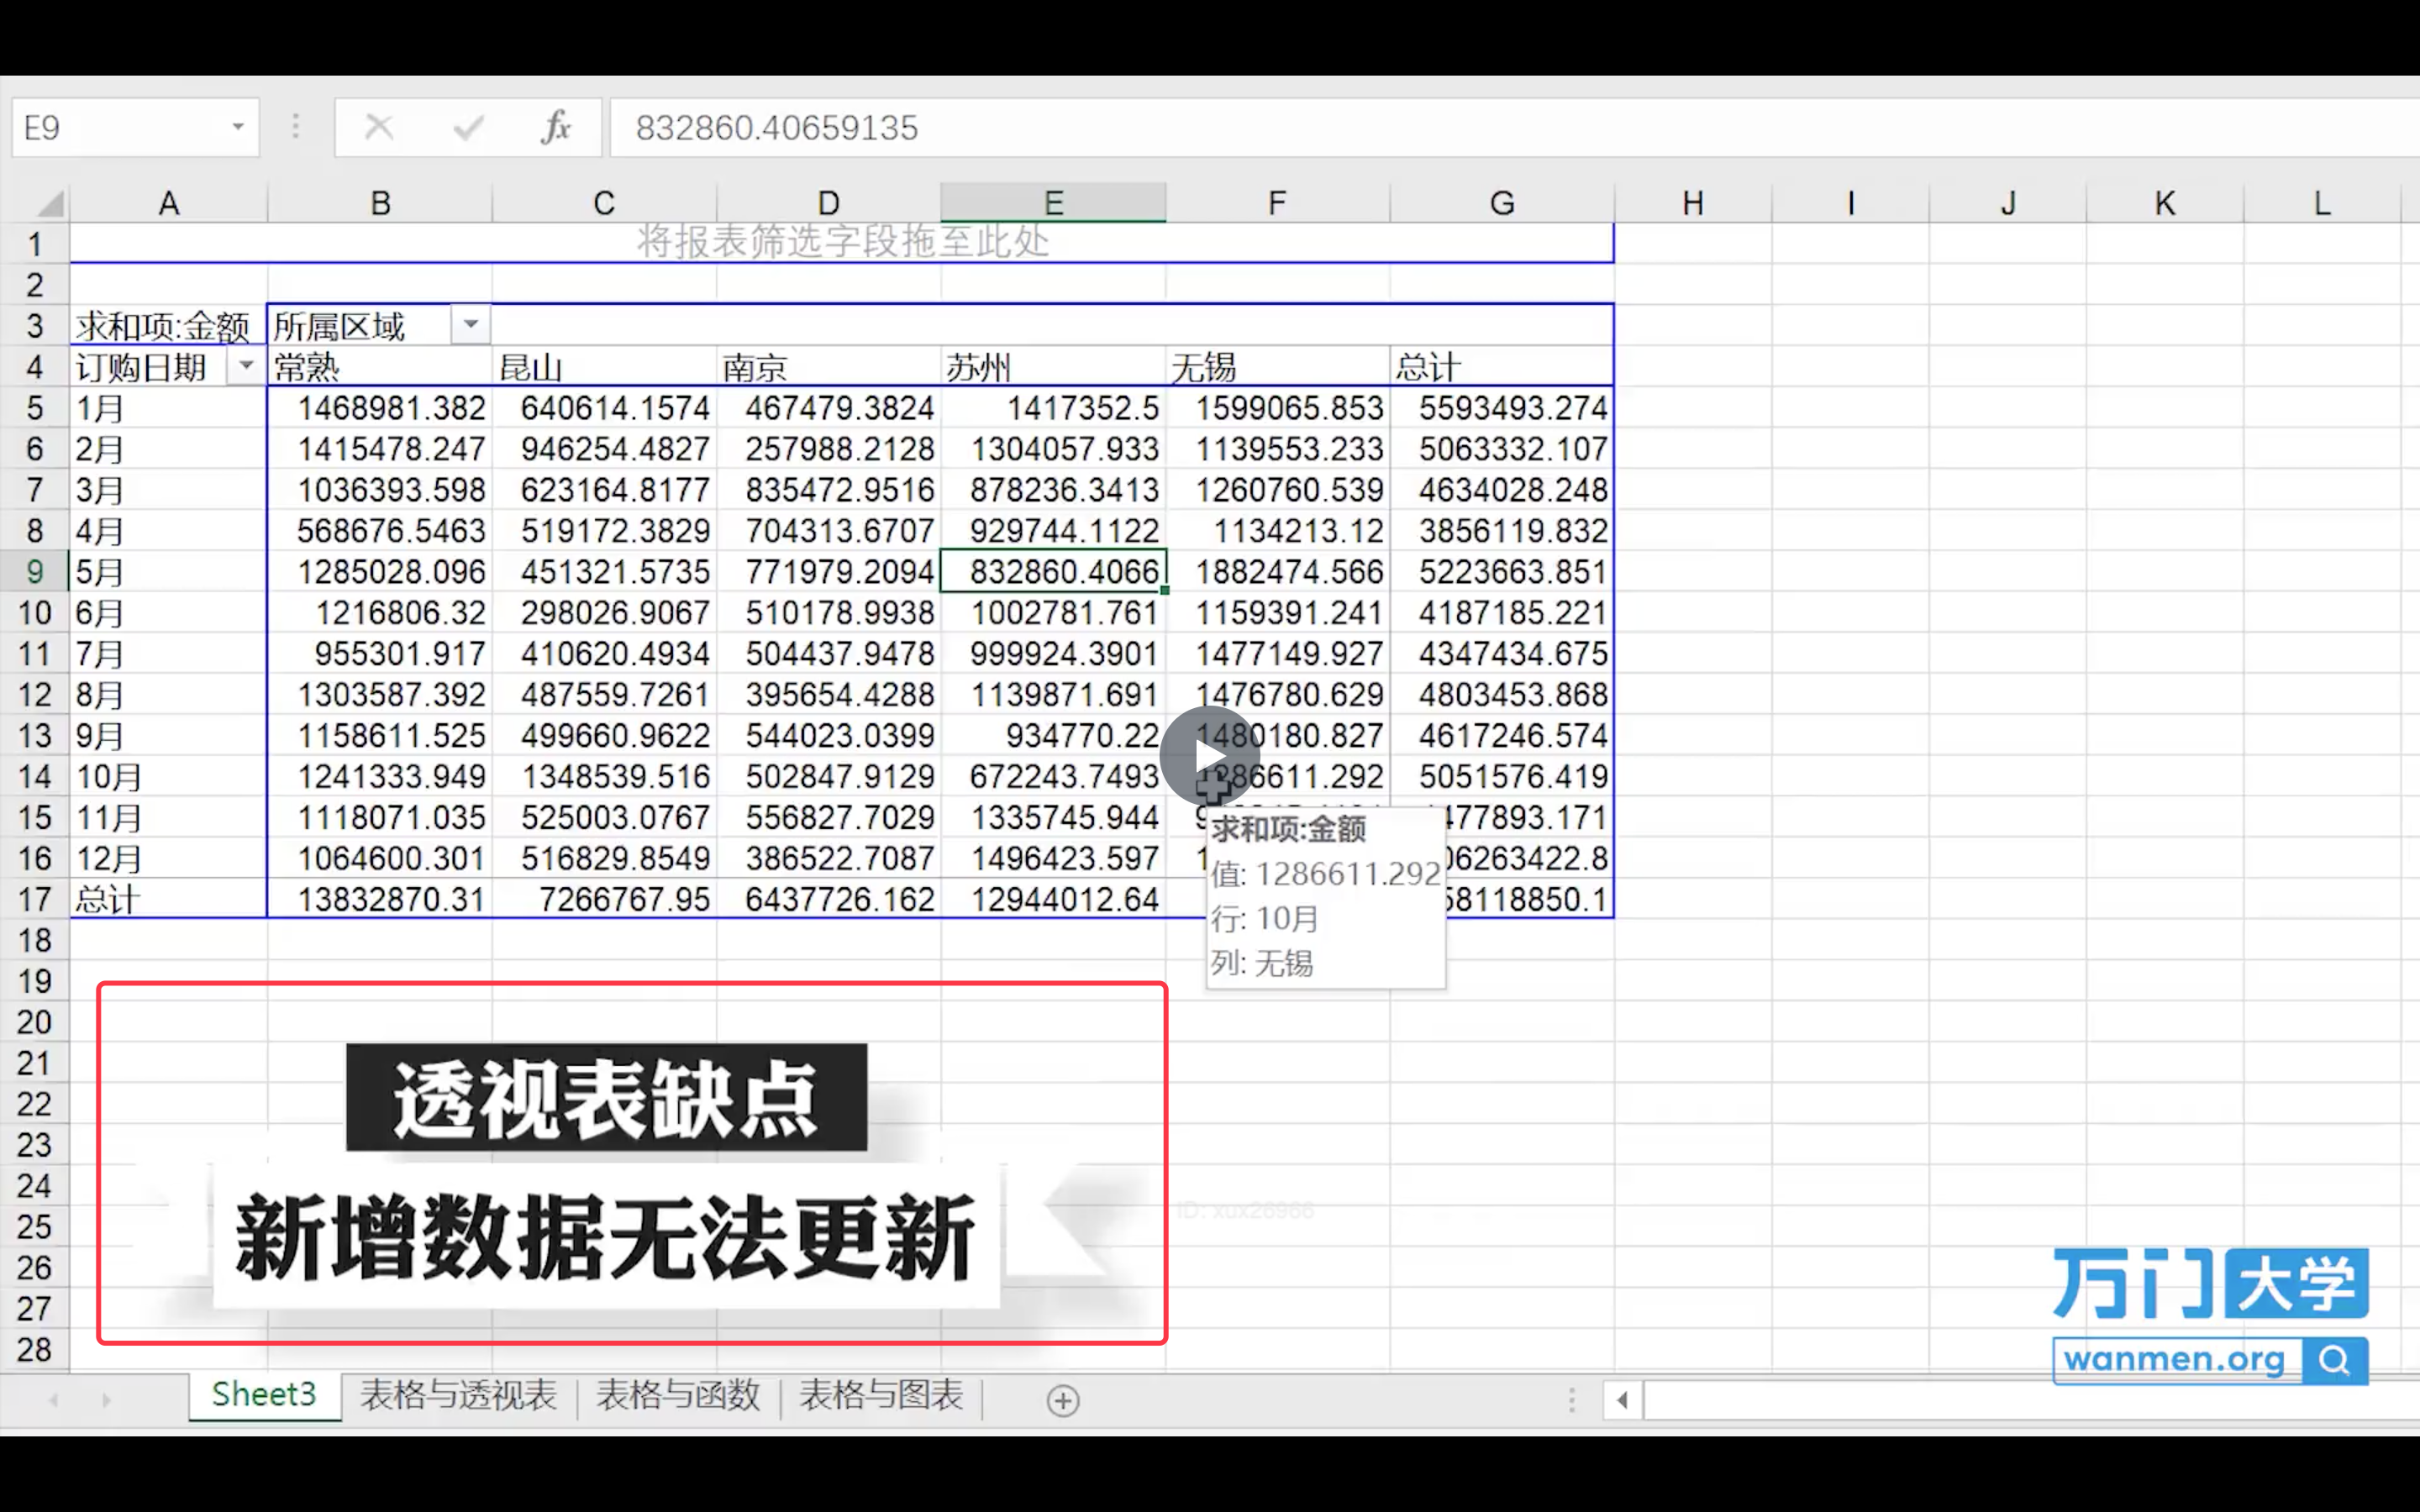 E9 fx 832860.40659135
A B C D E F G H I J K L
1 将报表筛选字段拖至此处
2
3 求和项:金额 所属区域
4 订购日期 常熟 昆山 南京 苏州 无锡 总计
5 1月 1468981.382 640614.1574 467479.3824 1417352.5 1599065.853 5593493.274
6 2月 1415478.247 946254.4827 257988.2128 1304057.933 1139553.233 5063332.107
7 3月 1036393.598 623164.8177 835472.9516 878236.3413 1260760.539 4634028.248
8 4月 568676.5463 519172.3829 704313.6707 929744.1122 1134213.12 3856119.832
9 5月 1285028.096 451321.5735 771979.2094 832860.4066 1882474.566 5223663.851
10 6月 1216806.32 298026.9067 510178.9938 1002781.761 1159391.241 4187185.221
11 7月 955301.917 410620.4934 504437.9478 999924.3901 1477149.927 4347434.675
12 8月 1303587.392 487559.7261 395654.4288 1139871.691 1476780.629 4803453.868
13 9月 1158611.525 499660.9622 544023.0399 934770.22 1480180.827 4617246.574
14 10月 1241333.949 1348539.516 502847.9129 672243.7493 1286611.292 5051576.419
15 11月 1118071.035 525003.0767 556827.7029 1335745.944 477893.171
16 12月 1064600.301 516829.8549 386522.7087 1496423.597 06263422.8
17 总计 13832870.31 7266767.95 6437726.162 12944012.64 58118850.1
求和项:金额
值: 1286611.292
行: 10月
列: 无锡
18
19
20
21
22
23
24
25
26
27
28
透视表缺点
新增数据无法更新
ID: xux26966
万门大学
wanmen.org
Sheet3 表格与透视表 表格与函数 表格与图表